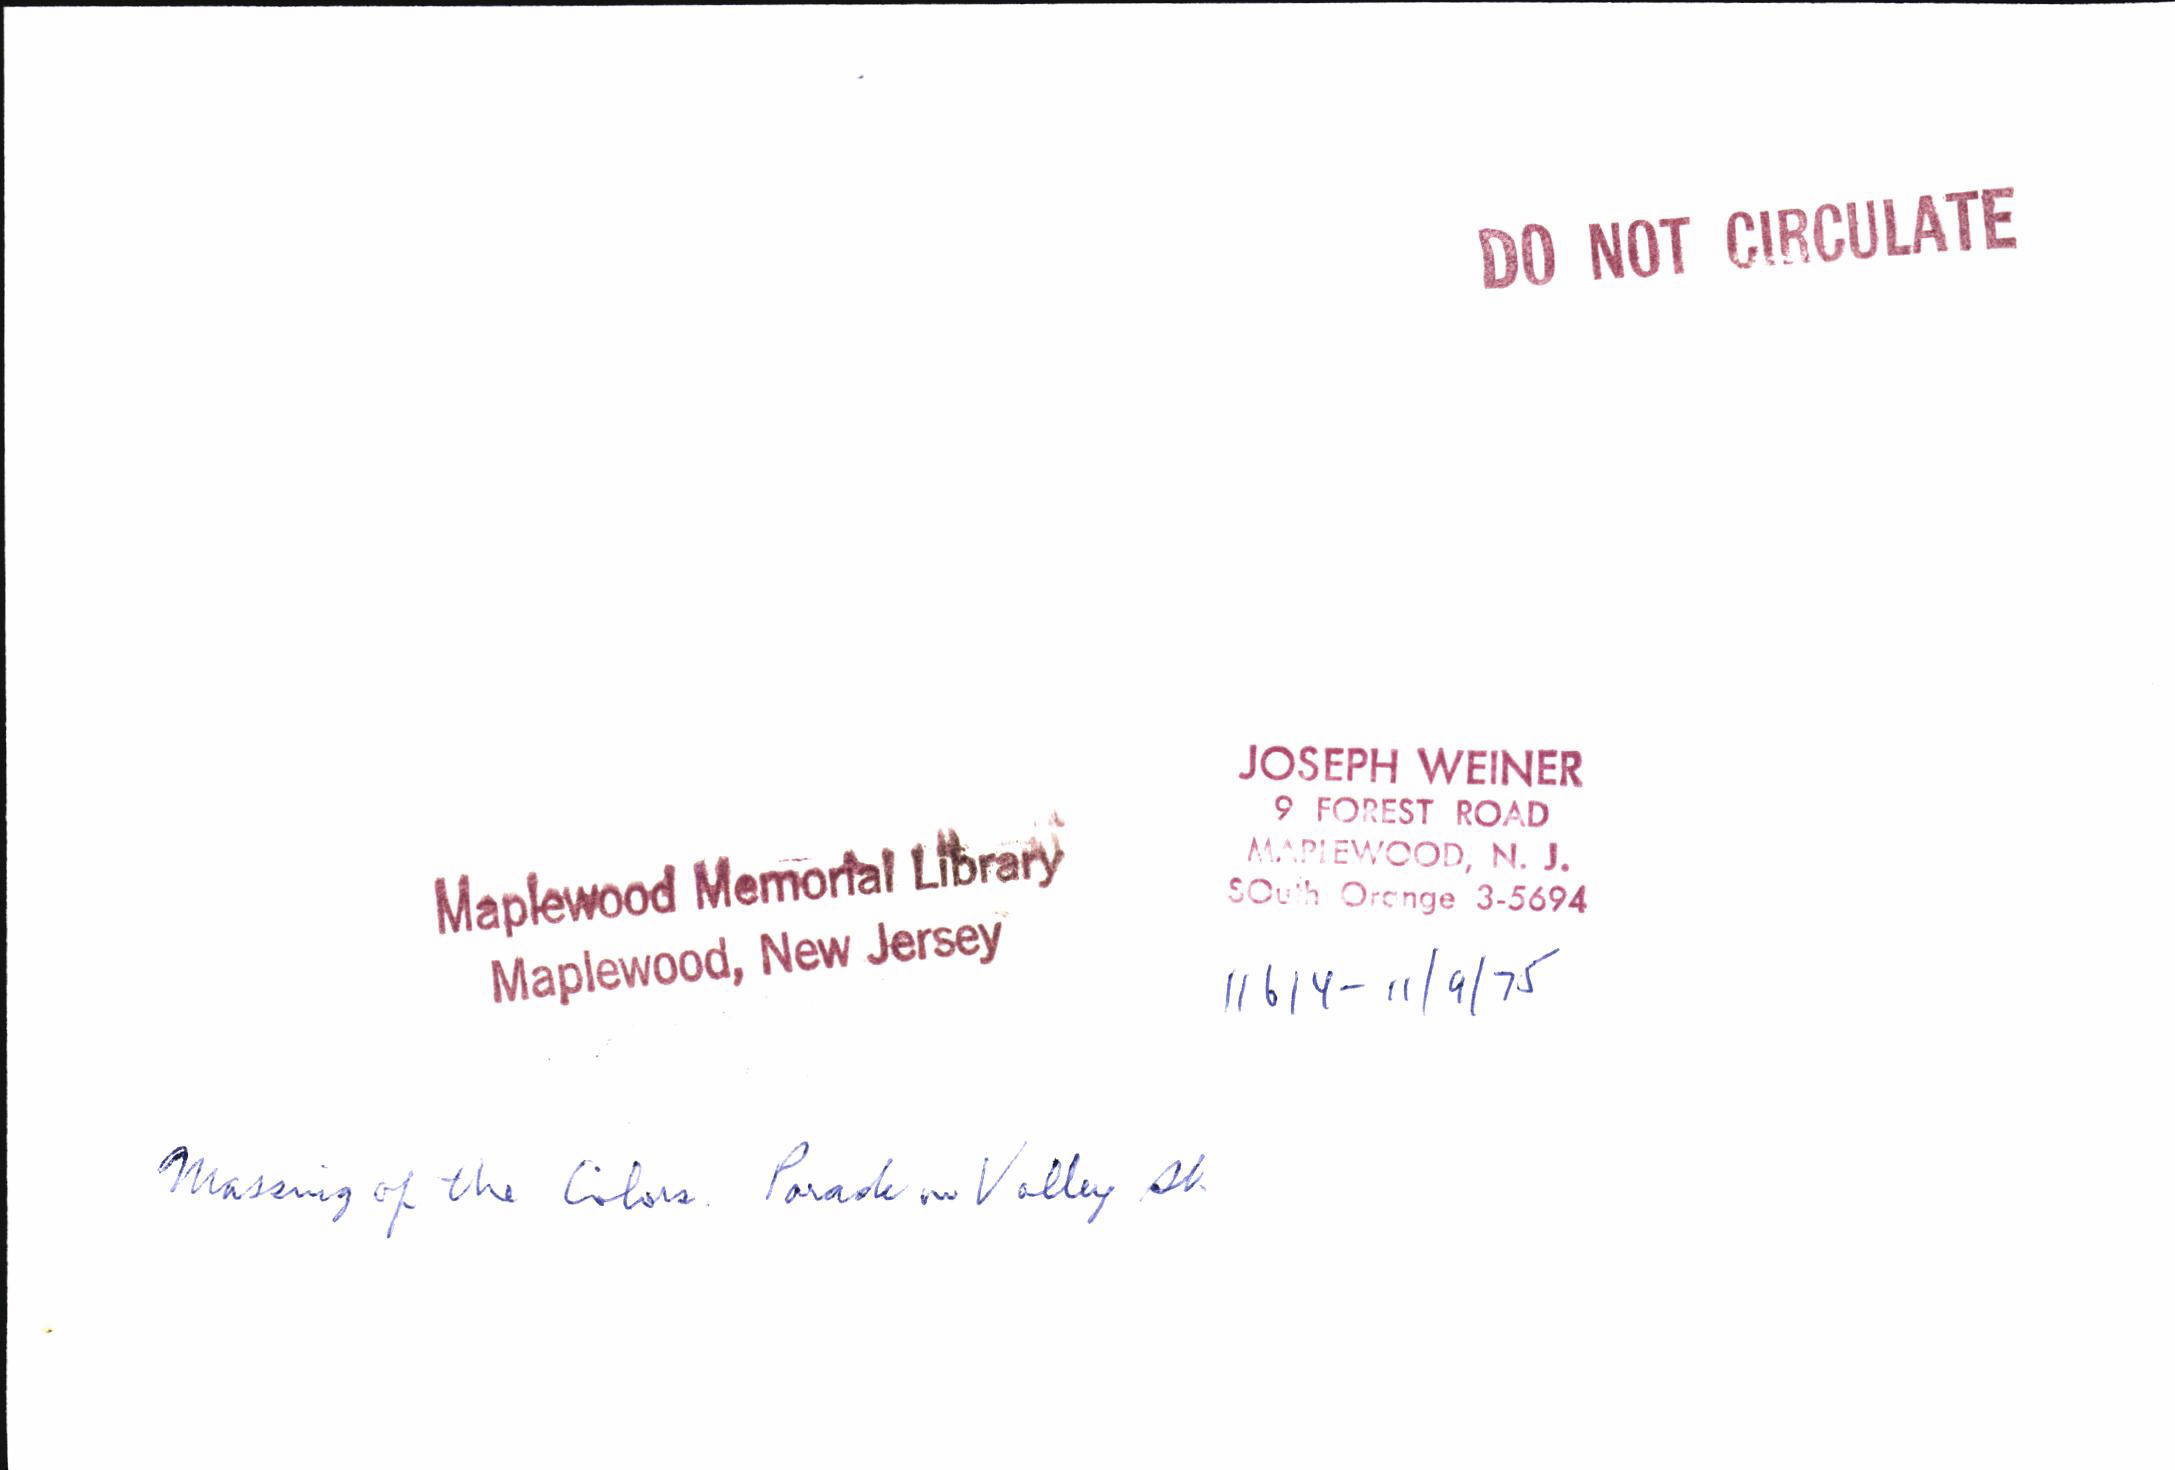 DO NOT CIRCULATE
JOSEPH WEINER
9 FOREST ROAD
MAPLEWOOD, N. J.
SOuth Orange 3-5694
Maplewood Memorial Library
Maplewood, New Jersey
11614- 11/9/75
Massing of the Colors. Parade on Valley St.